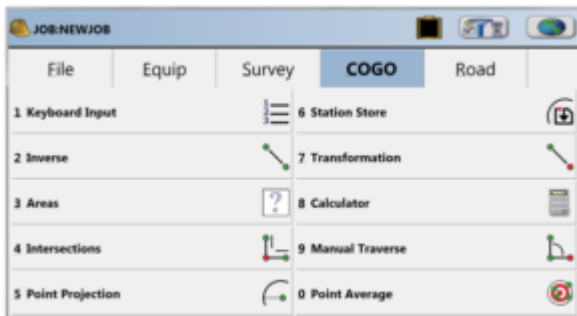 JOB:NEWJOB
File Equip Survey COGO Road
1 Keyboard Input 6 Station Store
2 Inverse 7 Transformation
3 Areas 8 Calculator
4 Intersections 9 Manual Traverse
5 Point Projection 0 Point Average